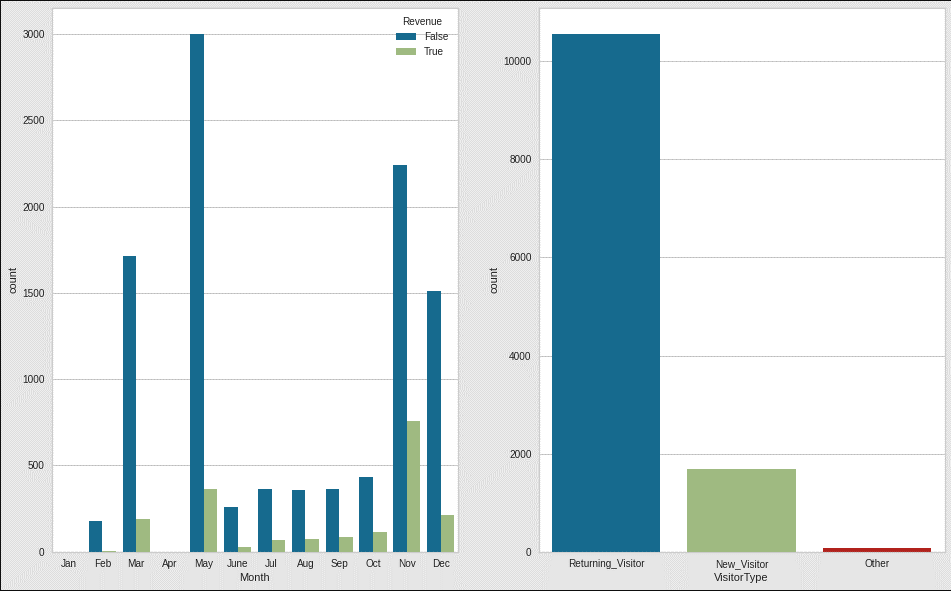 Revenue
False
True
3000
2500
2000
1500
1000
500
0
count
Jan Feb Mar Apr May June Jul Aug Sep Oct Nov Dec
Month
10000
8000
6000
4000
2000
0
count
Returning_Visitor New_Visitor Other
VisitorType